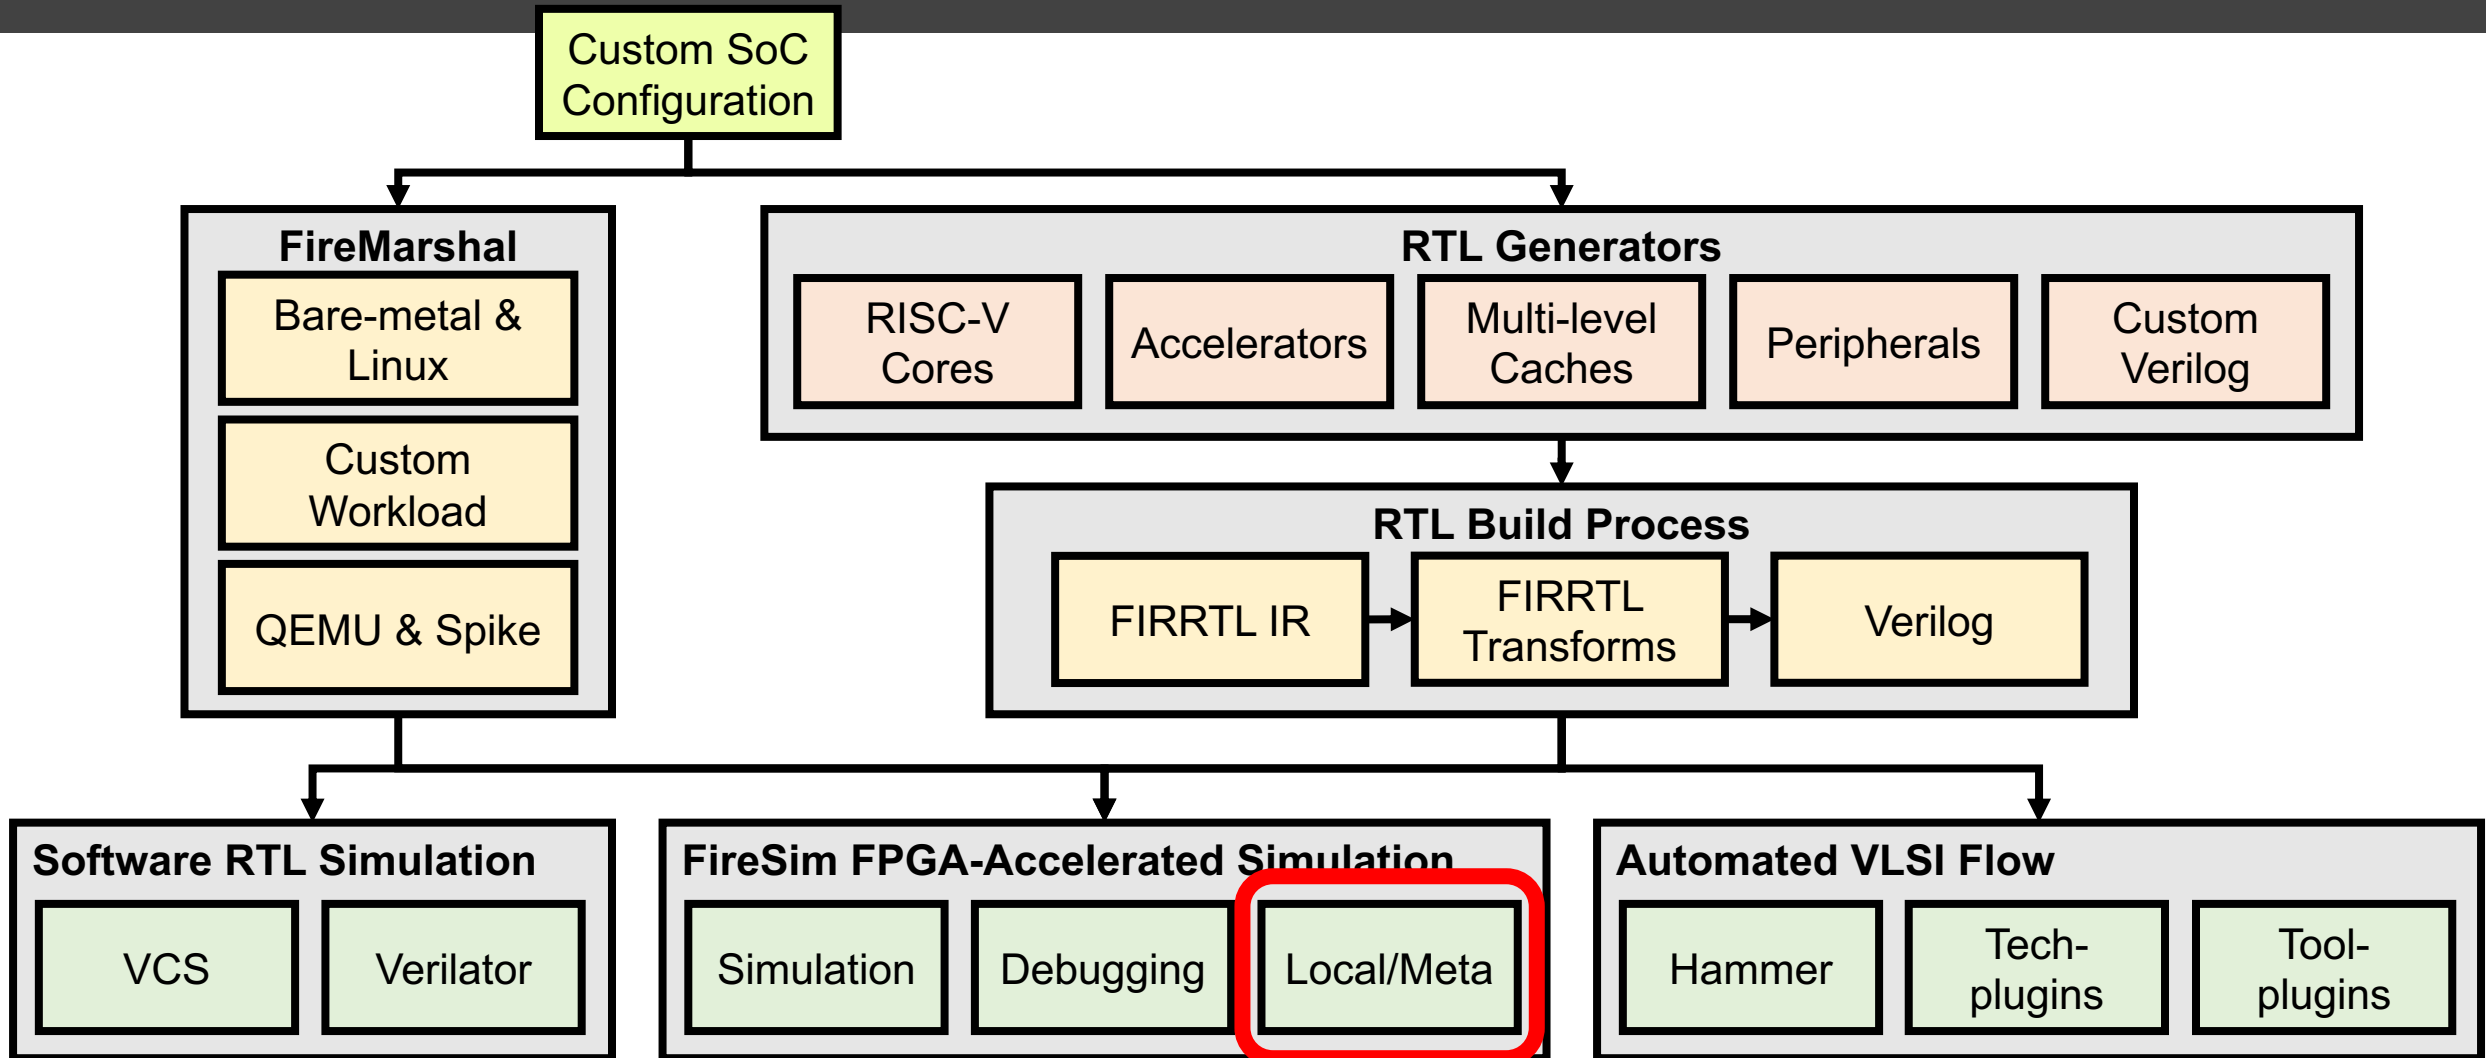 Custom SoC
Configuration
FireMarshal
Bare-metal &
Linux
Custom
Workload
QEMU & Spike
RTL Generators
RISC-V
Cores
Accelerators
Multi-level
Caches
Peripherals
Custom
Verilog
RTL Build Process
FIRRTL IR
FIRRTL
Transforms
Verilog
Software RTL Simulation
VCS
Verilator
FireSim FPGA-Accelerated Simulation
Simulation
Debugging
Local/Meta
Automated VLSI Flow
Hammer
Tech-
plugins
Tool-
plugins